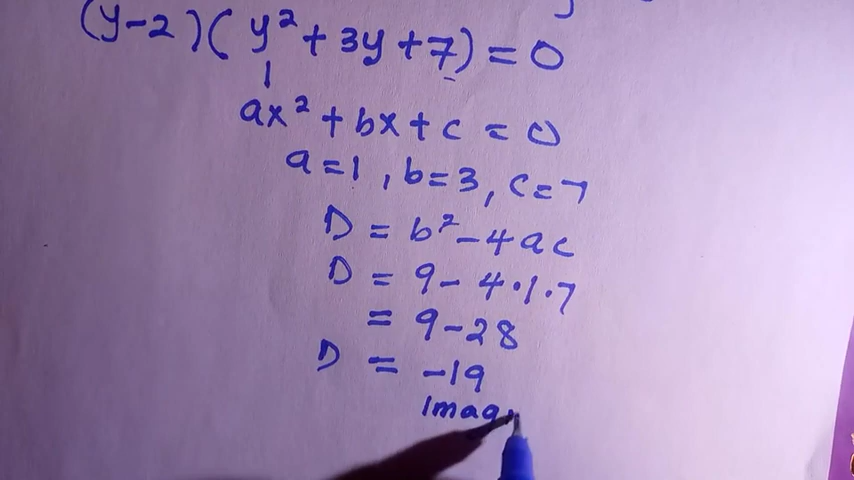 (y-2)(y²+3y+7)=0
1
ax²+bx+c=0
a=1, b=3, c=7
D = b²-4ac
D = 9-4·1·7
= 9-28
D = -19
Imag